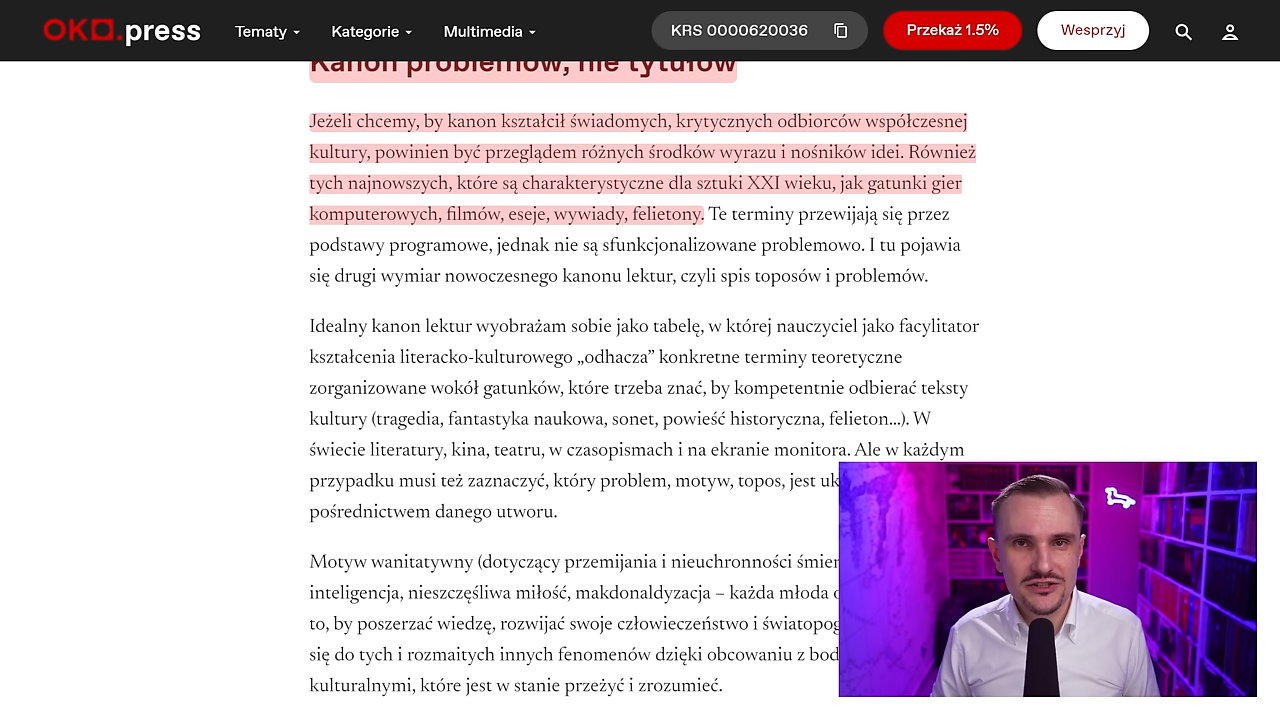 OKO.press
Tematy
Kategorie
Multimedia
KRS 0000620036
Przekaż 1.5%
Wesprzyj
Kanon problemów, nie tytułów
Jeżeli chcemy, by kanon kształcił świadomych, krytycznych odbiorców współczesnej
kultury, powinien być przeglądem różnych środków wyrazu i nośników idei. Również
tych najnowszych, które są charakterystyczne dla sztuki XXI wieku, jak gatunki gier
komputerowych, filmów, eseje, wywiady, felietony. Te terminy przewijają się przez
podstawy programowe, jednak nie są sfunkcjonalizowane problemowo. I tu pojawia
się drugi wymiar nowoczesnego kanonu lektur, czyli spis toposów i problemów.
Idealny kanon lektur wyobrażam sobie jako tabelę, w której nauczyciel jako facylitator
kształcenia literacko-kulturowego „odhacza” konkretne terminy teoretyczne
zorganizowane wokół gatunków, które trzeba znać, by kompetentnie odbierać teksty
kultury (tragedia, fantastyka naukowa, sonet, powieść historyczna, felieton...). W
świecie literatury, kina, teatru, w czasopismach i na ekranie monitora. Ale w każdym
przypadku musi też zaznaczyć, który problem, motyw, topos, jest
pośrednictwem danego utworu.
Motyw wanitatywny (dotyczący przemijania i nieuchronności
inteligencja, nieszczęśliwa miłość, makdonaldyzacja – każda młoda
to, by poszerzać wiedzę, rozwijać swoje człowieczeństwo i
się do tych i rozmaitych innych fenomenów dzięki obcowaniu z
kulturalnymi, które jest w stanie przeżyć i zrozumieć.